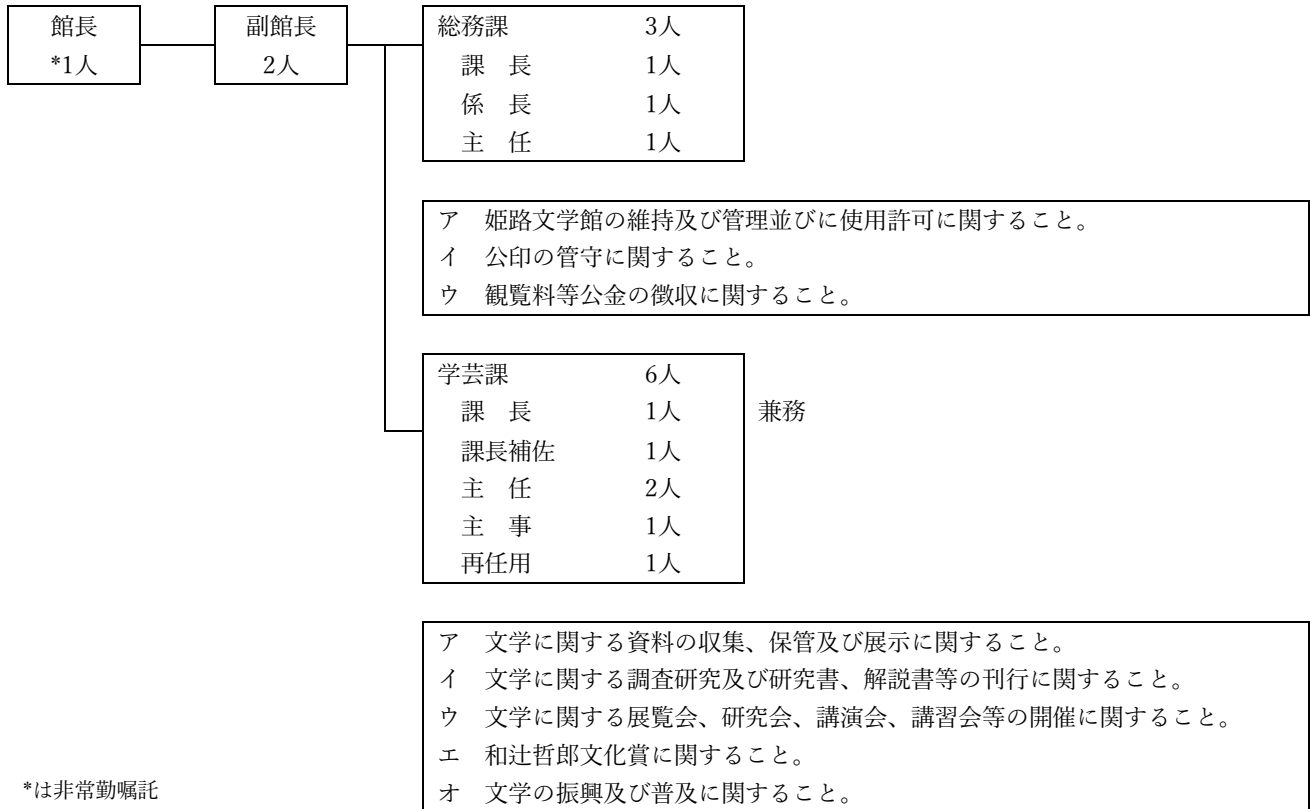 館長
*1人
副館長
2人
総務課 3人
課 長 1人
係 長 1人
主 任 1人
ア 姫路文学館の維持及び管理並びに使用許可に関すること。
イ 公印の管守に関すること。
ウ 観覧料等公金の徴収に関すること。
学芸課 6人
課 長 1人 兼務
課長補佐 1人
主 任 2人
主 事 1人
再任用 1人
ア 文学に関する資料の収集、保管及び展示に関すること。
イ 文学に関する調査研究及び研究書、解説書等の刊行に関すること。
ウ 文学に関する展覧会、研究会、講演会、講習会等の開催に関すること。
エ 和辻哲郎文化賞に関すること。
オ 文学の振興及び普及に関すること。
*は非常勤嘱託